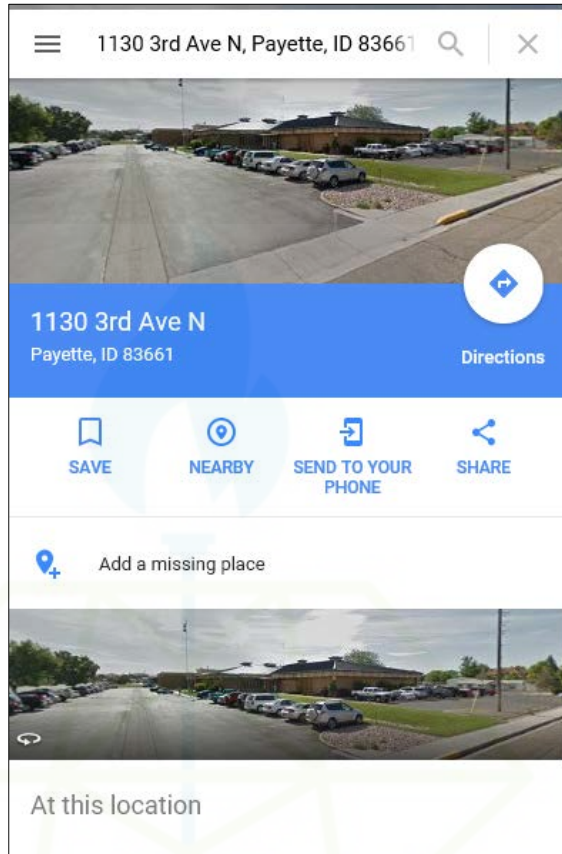 1130 3rd Ave N, Payette, ID 83661
1130 3rd Ave N
Payette, ID 83661
Directions
SAVE
NEARBY
SEND TO YOUR
PHONE
SHARE
Add a missing place
At this location